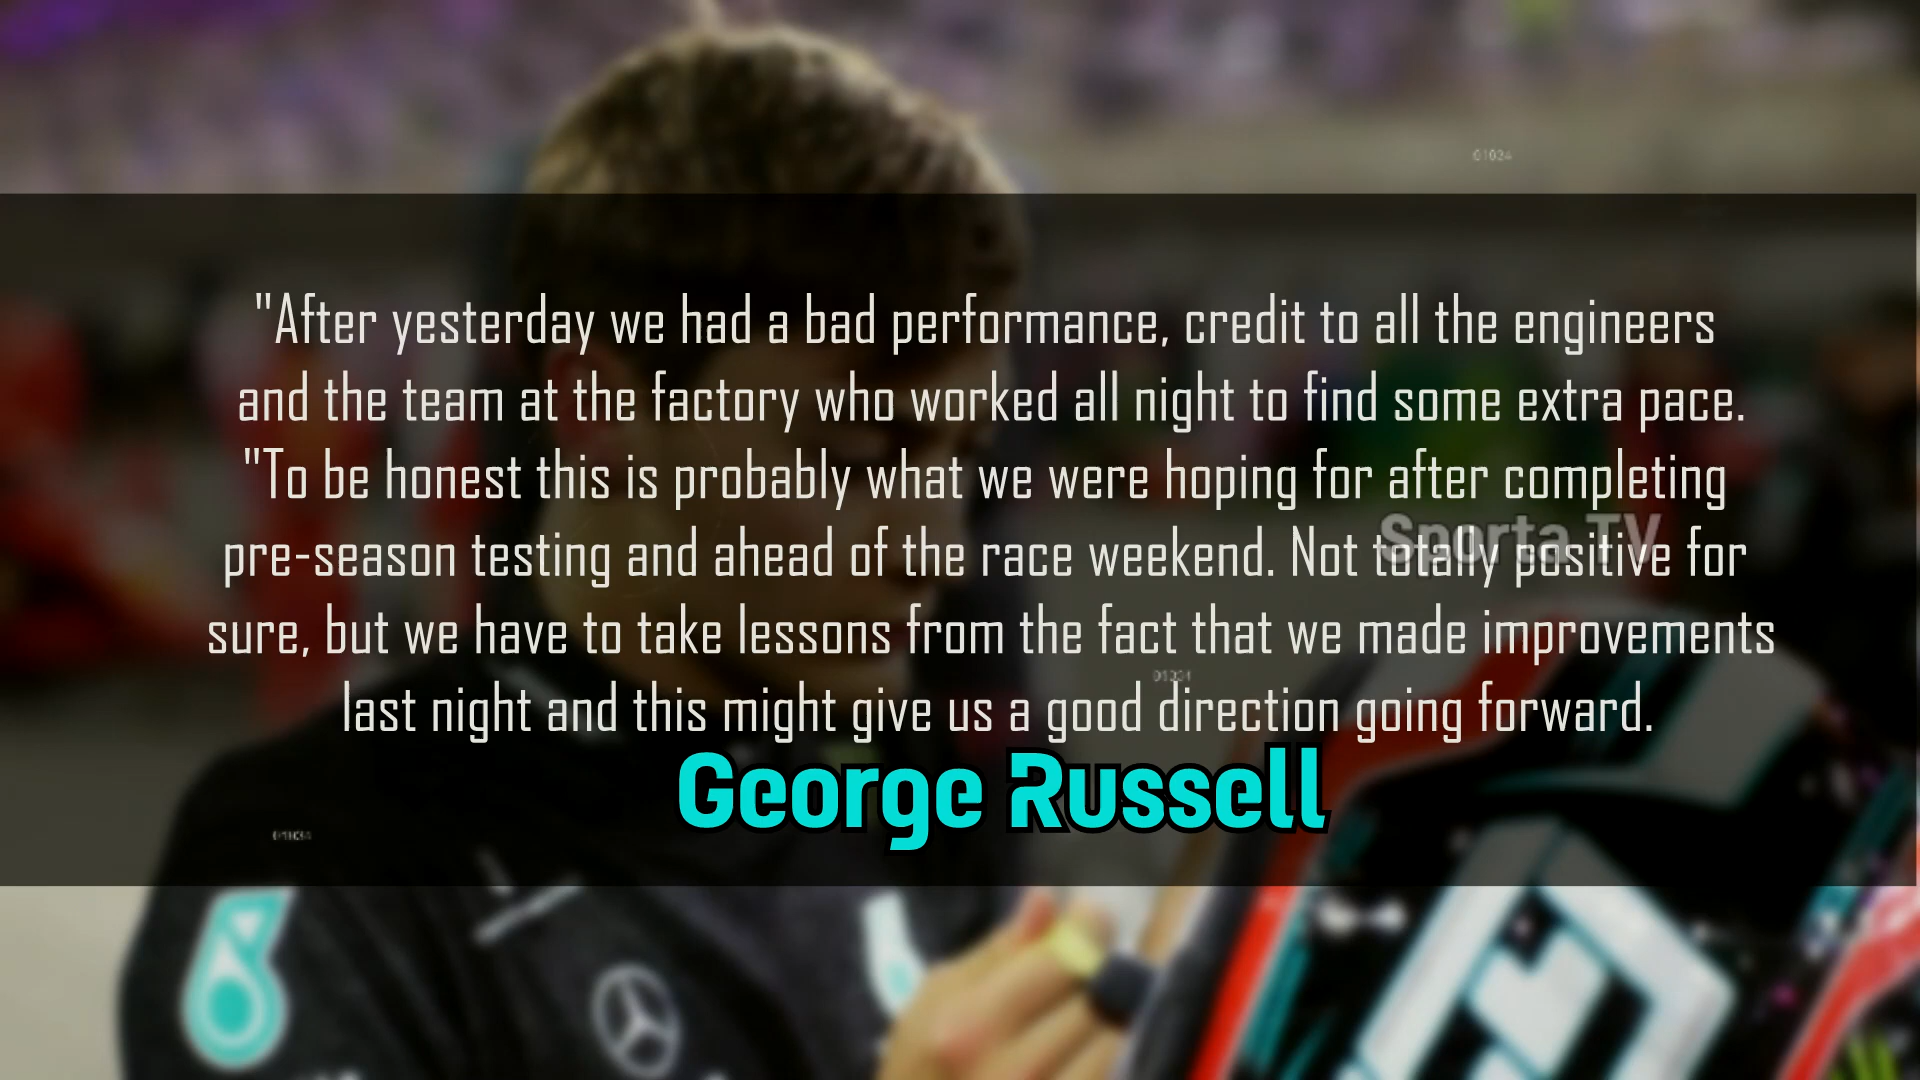 01034
"After yesterday we had a bad performance, credit to all the engineers
and the team at the factory who worked all night to find some extra pace.
"To be honest this is probably what we were hoping for after completing
pre-season testing and ahead of the race weekend. Not totally positive for
Sporta TV
sure, but we have to take lessons from the fact that we made improvements
last night and this might give us a good direction going forward.
George Russell